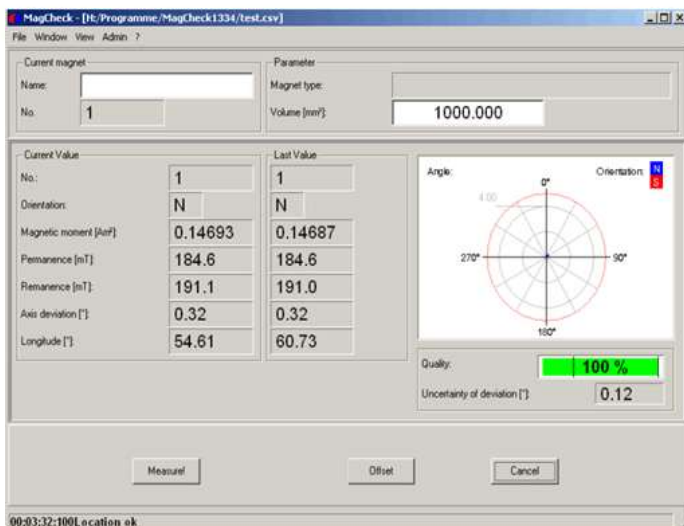 MagCheck - [H:/Programme/MagCheck1334/test.csv]
File Window View Admin ?
Current magnet
Name:
No. 1
Parameter
Magnet type:
Volume [mm³]: 1000.000
Current Value Last Value
No.: 1 1
Orientation: N N
Magnetic moment [Am²]: 0.14693 0.14687
Permanence [mT]: 184.6 184.6
Remanence [mT]: 191.1 191.0
Axis deviation [°]: 0.32 0.32
Longitude [°]: 54.61 60.73
Angle: Orientation: N
S
0°
4.00
270° 90°
180°
Quality: 100 %
Uncertainty of deviation [°]: 0.12
Measure! Offset Cancel
00:03:32:100Location ok